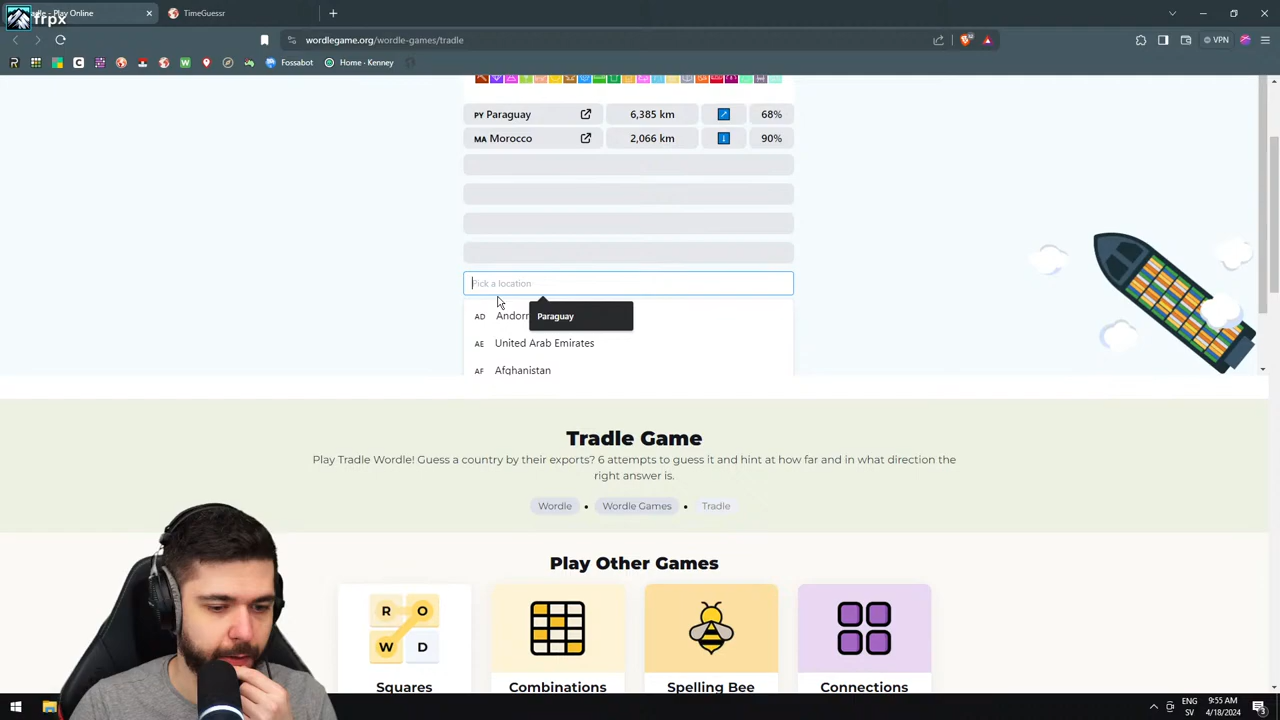 frpx
dle - Play Online
TimeGuessr
wordlegame.org/wordle-games/tradle
VPN
Fossabot
Home · Kenney
PY Paraguay 6,385 km 68%
MA Morocco 2,066 km 90%
Pick a location
AD Andorr
Paraguay
AE United Arab Emirates
AF Afghanistan
Tradle Game
Play Tradle Wordle! Guess a country by their exports? 6 attempts to guess it and hint at how far and in what direction the
right answer is.
Wordle • Wordle Games • Tradle
Play Other Games
R O
W D
Squares
Combinations
Spelling Bee
Connections
ENG
SV
9:55 AM
4/18/2024